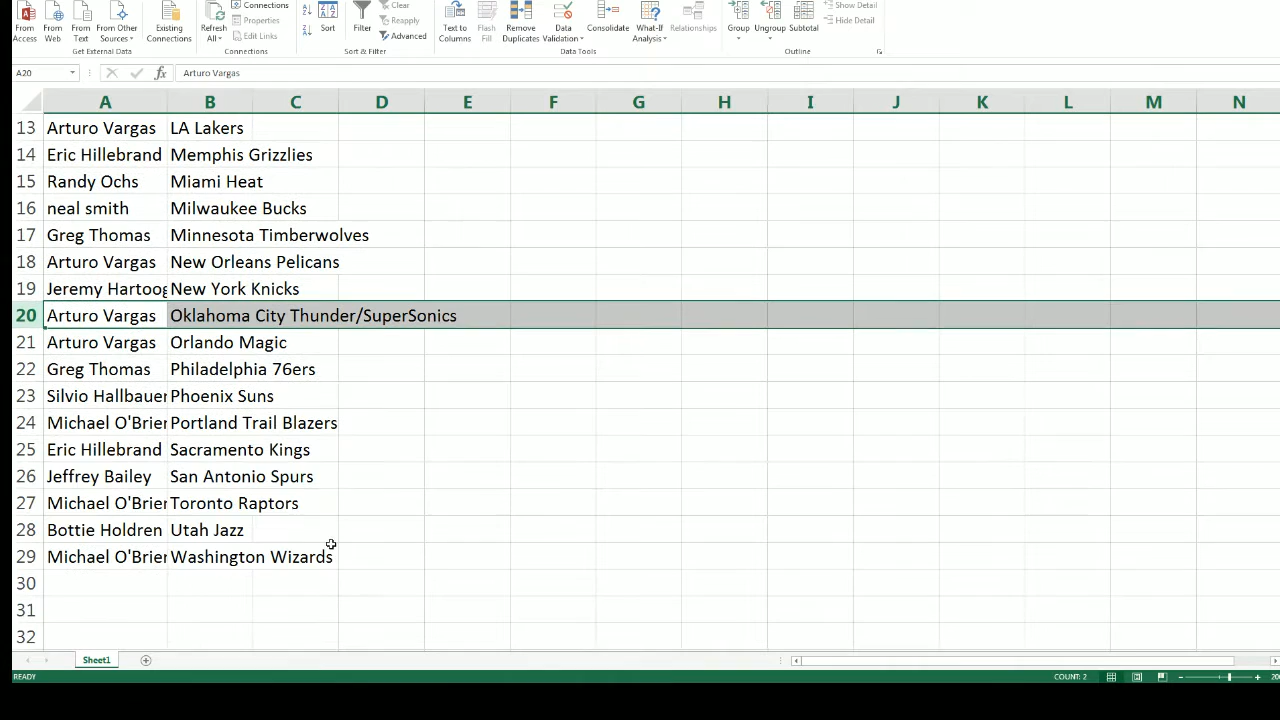 Connections
Show Detail
Clear
Properties
Reapply
Hide Detail
From Access
From Web
From Text
From Other Sources
Existing Connections
Refresh All
Edit Links
Sort
Filter
Advanced
Text to Columns
Flash Fill
Remove Duplicates
Data Validation
Consolidate
What-If Analysis
Relationships
Group
Ungroup
Subtotal
Get External Data
Connections
Sort & Filter
Data Tools
Outline
A20 fx Arturo Vargas
A B C D E F G H I J K L M N
13 Arturo Vargas LA Lakers
14 Eric Hillebrand Memphis Grizzlies
15 Randy Ochs Miami Heat
16 neal smith Milwaukee Bucks
17 Greg Thomas Minnesota Timberwolves
18 Arturo Vargas New Orleans Pelicans
19 Jeremy Hartoog New York Knicks
20 Arturo Vargas Oklahoma City Thunder/SuperSonics
21 Arturo Vargas Orlando Magic
22 Greg Thomas Philadelphia 76ers
23 Silvio Hallbauer Phoenix Suns
24 Michael O'Brier Portland Trail Blazers
25 Eric Hillebrand Sacramento Kings
26 Jeffrey Bailey San Antonio Spurs
27 Michael O'Brier Toronto Raptors
28 Bottie Holdren Utah Jazz
29 Michael O'Brier Washington Wizards
30
31
32
Sheet1
READY COUNT: 2